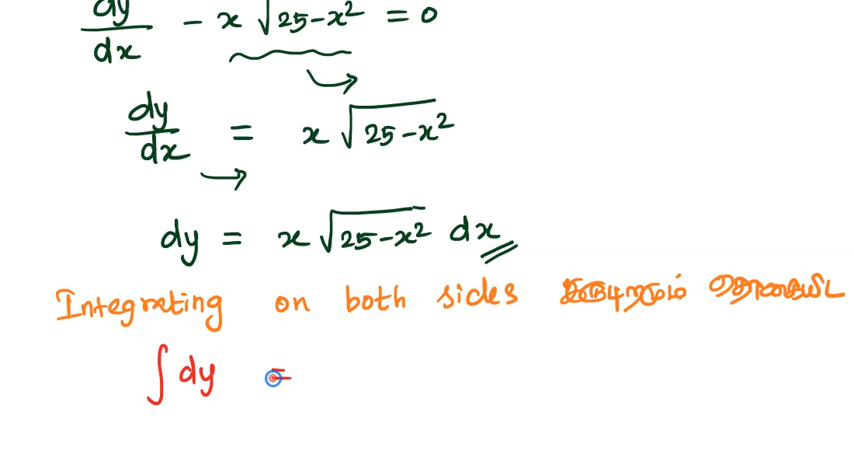 dy/dx - x √25-x² = 0
dy/dx = x √25-x²
dy = x √25-x² dx
Integrating on both sides
∫ dy =